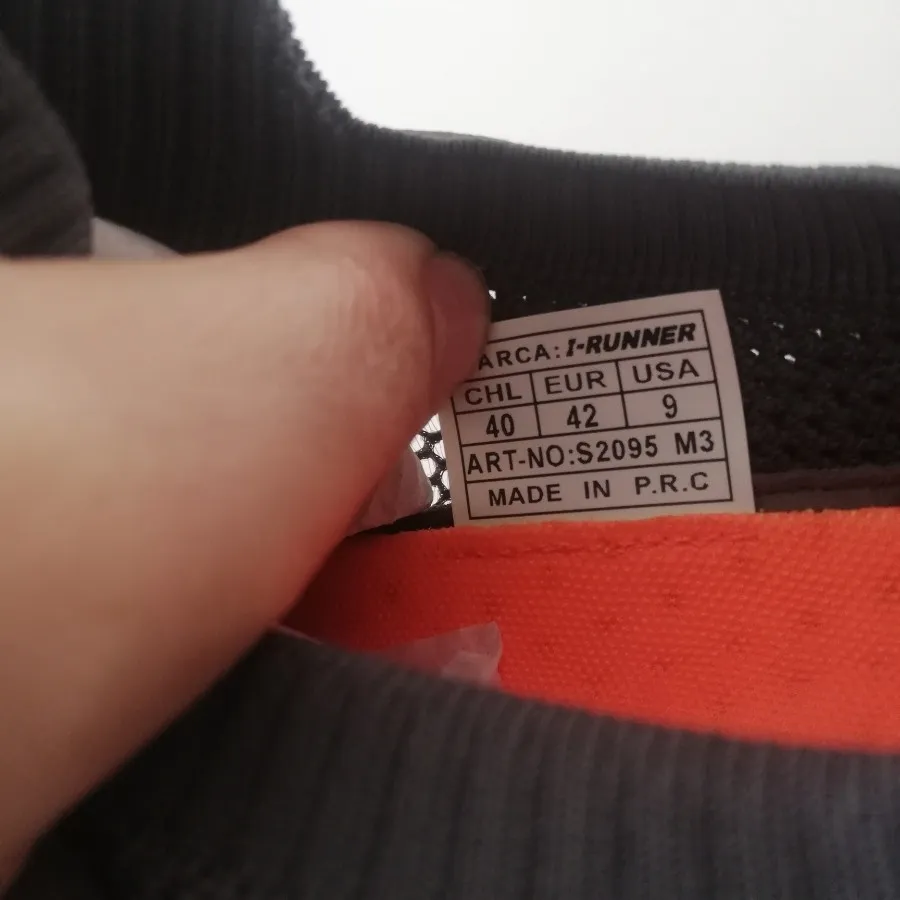 ARCA: I-RUNNER
CHL EUR USA
40 42 9
ART-NO:S2095 M3
MADE IN P.R.C